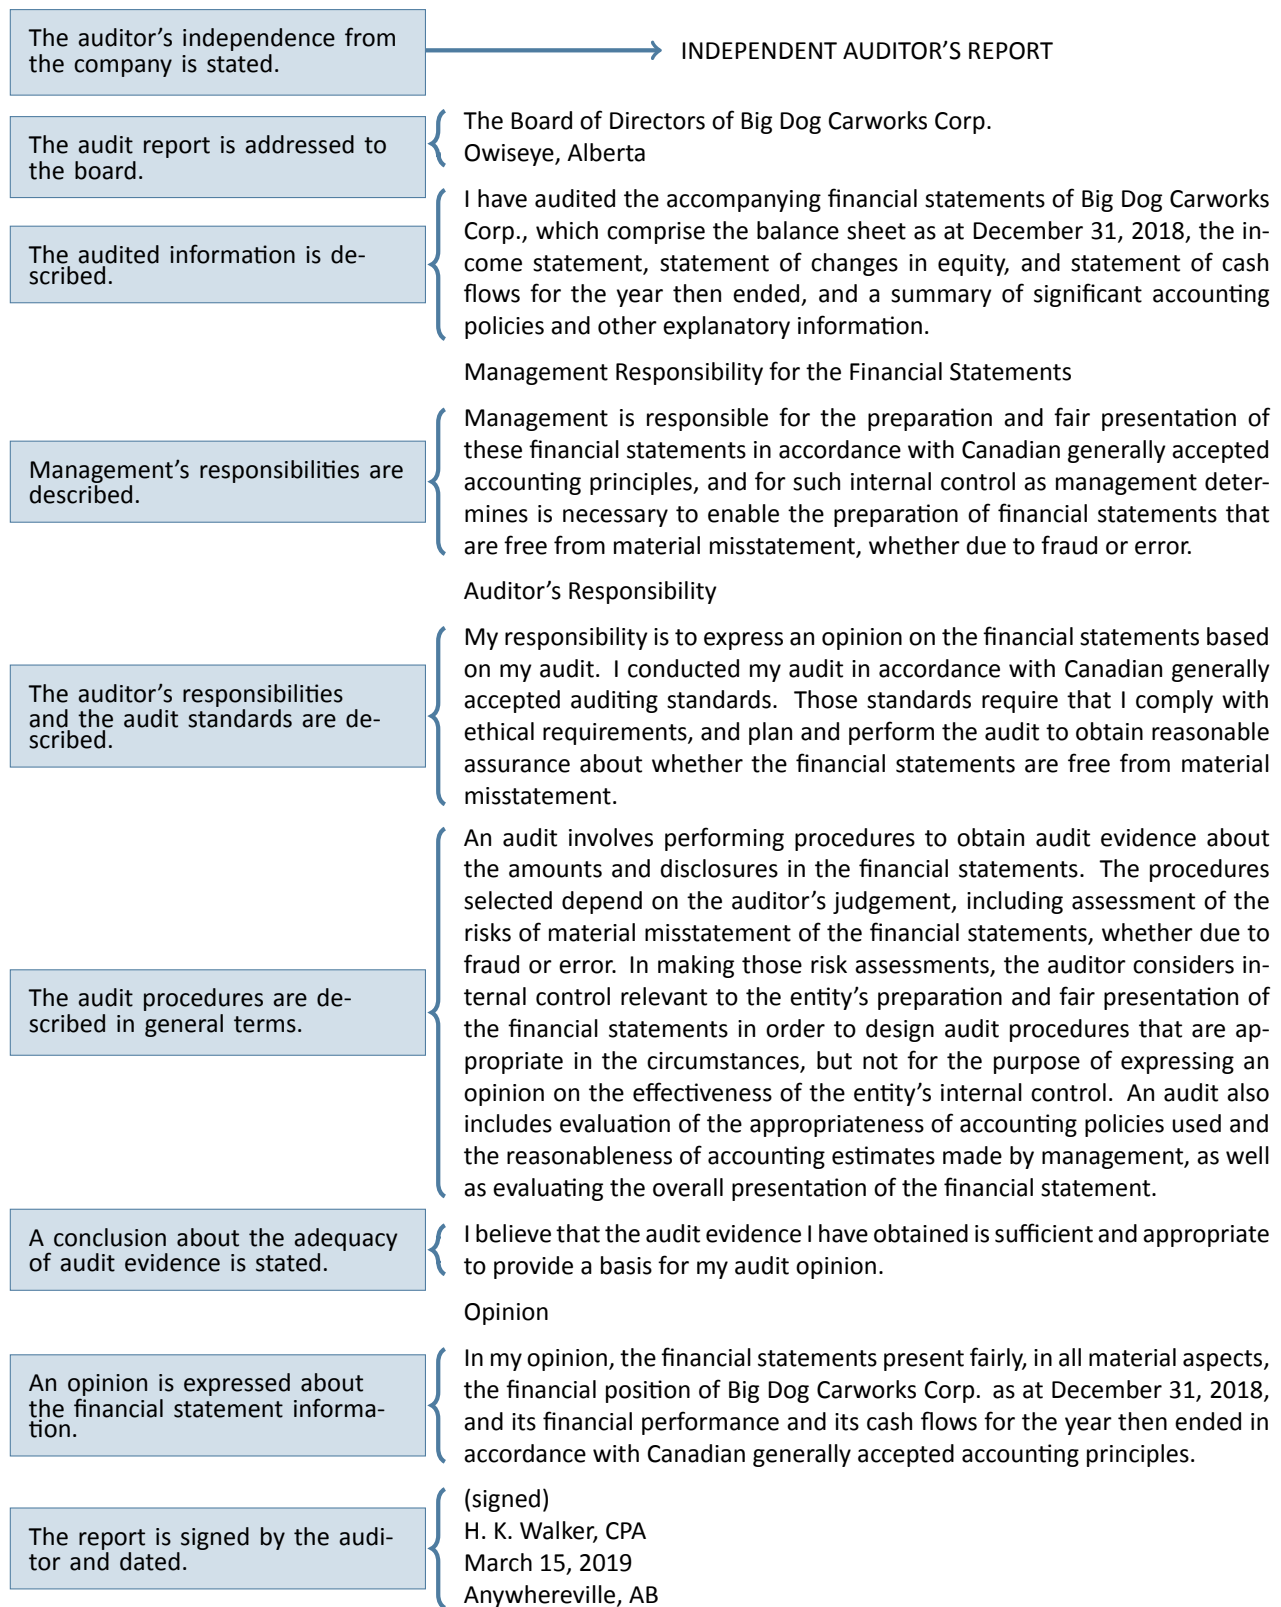 The auditor's independence from
the company is stated.
INDEPENDENT AUDITOR'S REPORT
The audit report is addressed to
the board.
The Board of Directors of Big Dog Carworks Corp.
Owiseye, Alberta
The audited information is de-
scribed.
I have audited the accompanying financial statements of Big Dog Carworks
Corp., which comprise the balance sheet as at December 31, 2018, the in-
come statement, statement of changes in equity, and statement of cash
flows for the year then ended, and a summary of significant accounting
policies and other explanatory information.
Management Responsibility for the Financial Statements
Management's responsibilities are
described.
Management is responsible for the preparation and fair presentation of
these financial statements in accordance with Canadian generally accepted
accounting principles, and for such internal control as management deter-
mines is necessary to enable the preparation of financial statements that
are free from material misstatement, whether due to fraud or error.
Auditor's Responsibility
The auditor's responsibilities
and the audit standards are de-
scribed.
My responsibility is to express an opinion on the financial statements based
on my audit. I conducted my audit in accordance with Canadian generally
accepted auditing standards. Those standards require that I comply with
ethical requirements, and plan and perform the audit to obtain reasonable
assurance about whether the financial statements are free from material
misstatement.
The audit procedures are de-
scribed in general terms.
An audit involves performing procedures to obtain audit evidence about
the amounts and disclosures in the financial statements. The procedures
selected depend on the auditor's judgement, including assessment of the
risks of material misstatement of the financial statements, whether due to
fraud or error. In making those risk assessments, the auditor considers in-
ternal control relevant to the entity's preparation and fair presentation of
the financial statements in order to design audit procedures that are ap-
propriate in the circumstances, but not for the purpose of expressing an
opinion on the effectiveness of the entity's internal control. An audit also
includes evaluation of the appropriateness of accounting policies used and
the reasonableness of accounting estimates made by management, as well
as evaluating the overall presentation of the financial statement.
A conclusion about the adequacy
of audit evidence is stated.
I believe that the audit evidence I have obtained is sufficient and appropriate
to provide a basis for my audit opinion.
Opinion
An opinion is expressed about
the financial statement informa-
tion.
In my opinion, the financial statements present fairly, in all material aspects,
the financial position of Big Dog Carworks Corp. as at December 31, 2018,
and its financial performance and its cash flows for the year then ended in
accordance with Canadian generally accepted accounting principles.
The report is signed by the audi-
tor and dated.
(signed)
H. K. Walker, CPA
March 15, 2019
Anywhereville, AB